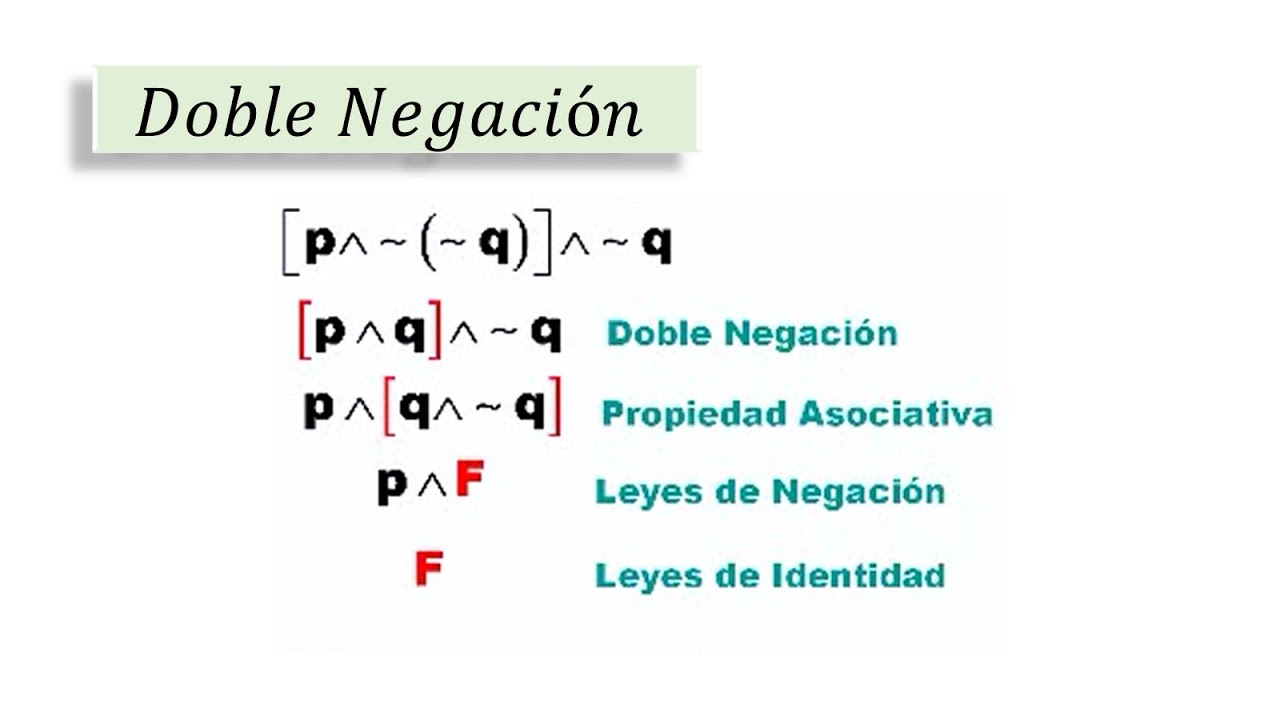 Doble Negación
[p∧ ~ (~ q)]∧ ~ q
[p ∧ q]∧ ~ q Doble Negación
p ∧[q∧ ~ q] Propiedad Asociativa
p ∧ F Leyes de Negación
F Leyes de Identidad